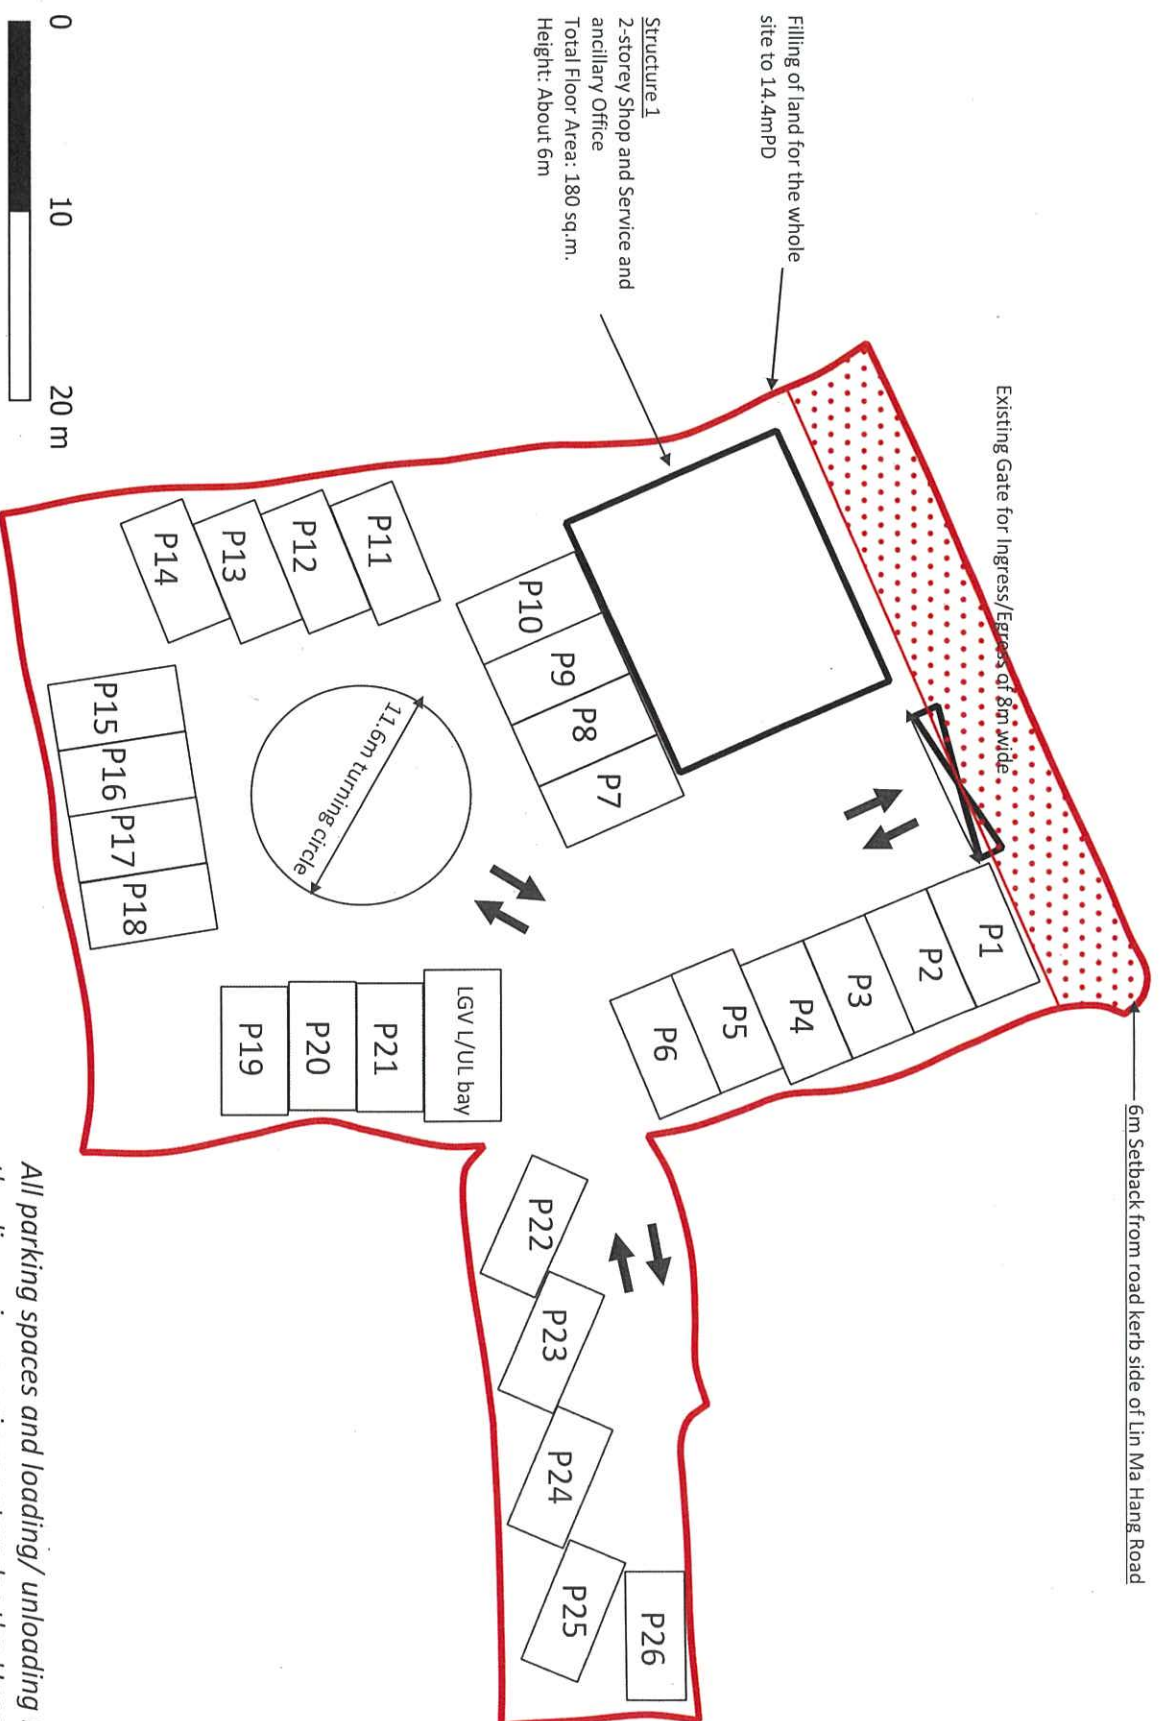 6m Setback from road kerb side of Lin Ma Hang Road
Existing Gate for Ingress/Egress of 8m wide
Filling of land for the whole
site to 14.4mPD
Structure 1
2-storey Shop and Service and
ancillary Office
Total Floor Area: 180 sq.m.
Height: About 6m
P1
P2
P3
P4
P5
P6
P7
P8
P9
P10
P11
P12
P13
P14
11.6m turning circle
P15
P16
P17
P18
LGV L/UL bay
P21
P20
P19
P22
P23
P24
P25
P26
0
10
20 m
All parking spaces and loading/ unloading